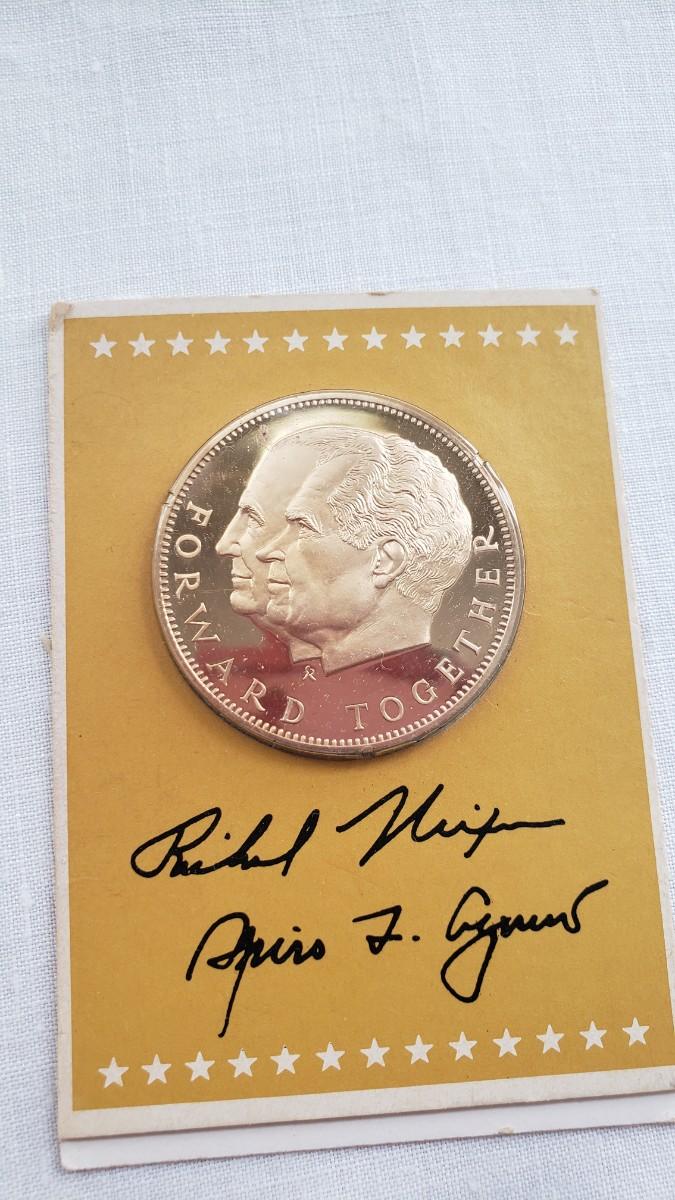 FORWARD TOGETHER
Richard Nixon
Spiro T. Agnew